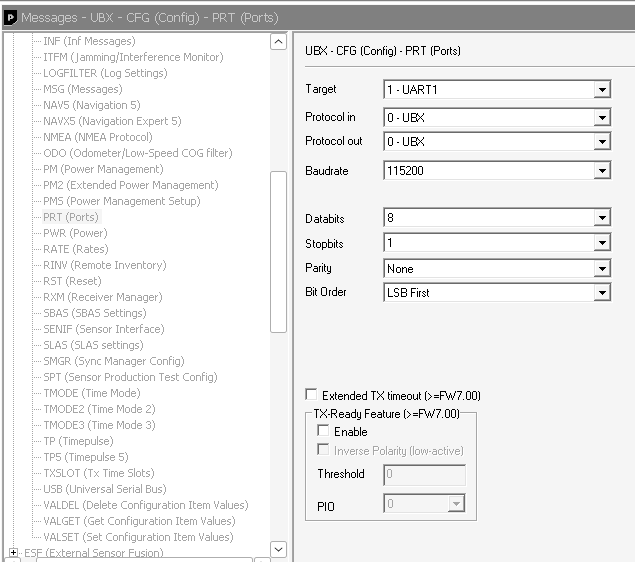 P Messages - UBX - CFG (Config) - PRT (Ports)
INF (Inf Messages)
ITFM (Jamming/Interference Monitor)
LOGFILTER (Log Settings)
MSG (Messages)
NAV5 (Navigation 5)
NAVX5 (Navigation Expert 5)
NMEA (NMEA Protocol)
ODO (Odometer/Low-Speed COG filter)
PM (Power Management)
PM2 (Extended Power Management)
PMS (Power Management Setup)
PRT (Ports)
PWR (Power)
RATE (Rates)
RINV (Remote Inventory)
RST (Reset)
RXM (Receiver Manager)
SBAS (SBAS Settings)
SENIF (Sensor Interface)
SLAS (SLAS settings)
SMGR (Sync Manager Config)
SPT (Sensor Production Test Config)
TMODE (Time Mode)
TMODE2 (Time Mode 2)
TMODE3 (Time Mode 3)
TP (Timepulse)
TP5 (Timepulse 5)
TXSLOT (Tx Time Slots)
USB (Universal Serial Bus)
VALDEL (Delete Configuration Item Values)
VALGET (Get Configuration Item Values)
VALSET (Set Configuration Item Values)
ESF (External Sensor Fusion)
UBX - CFG (Config) - PRT (Ports)
Target 1 - UART1
Protocol in 0 - UBX
Protocol out 0 - UBX
Baudrate 115200
Databits 8
Stopbits 1
Parity None
Bit Order LSB First
Extended TX timeout (>=FW7.00)
TX-Ready Feature (>=FW7.00)
Enable
Inverse Polarity (low-active)
Threshold 0
PIO 0